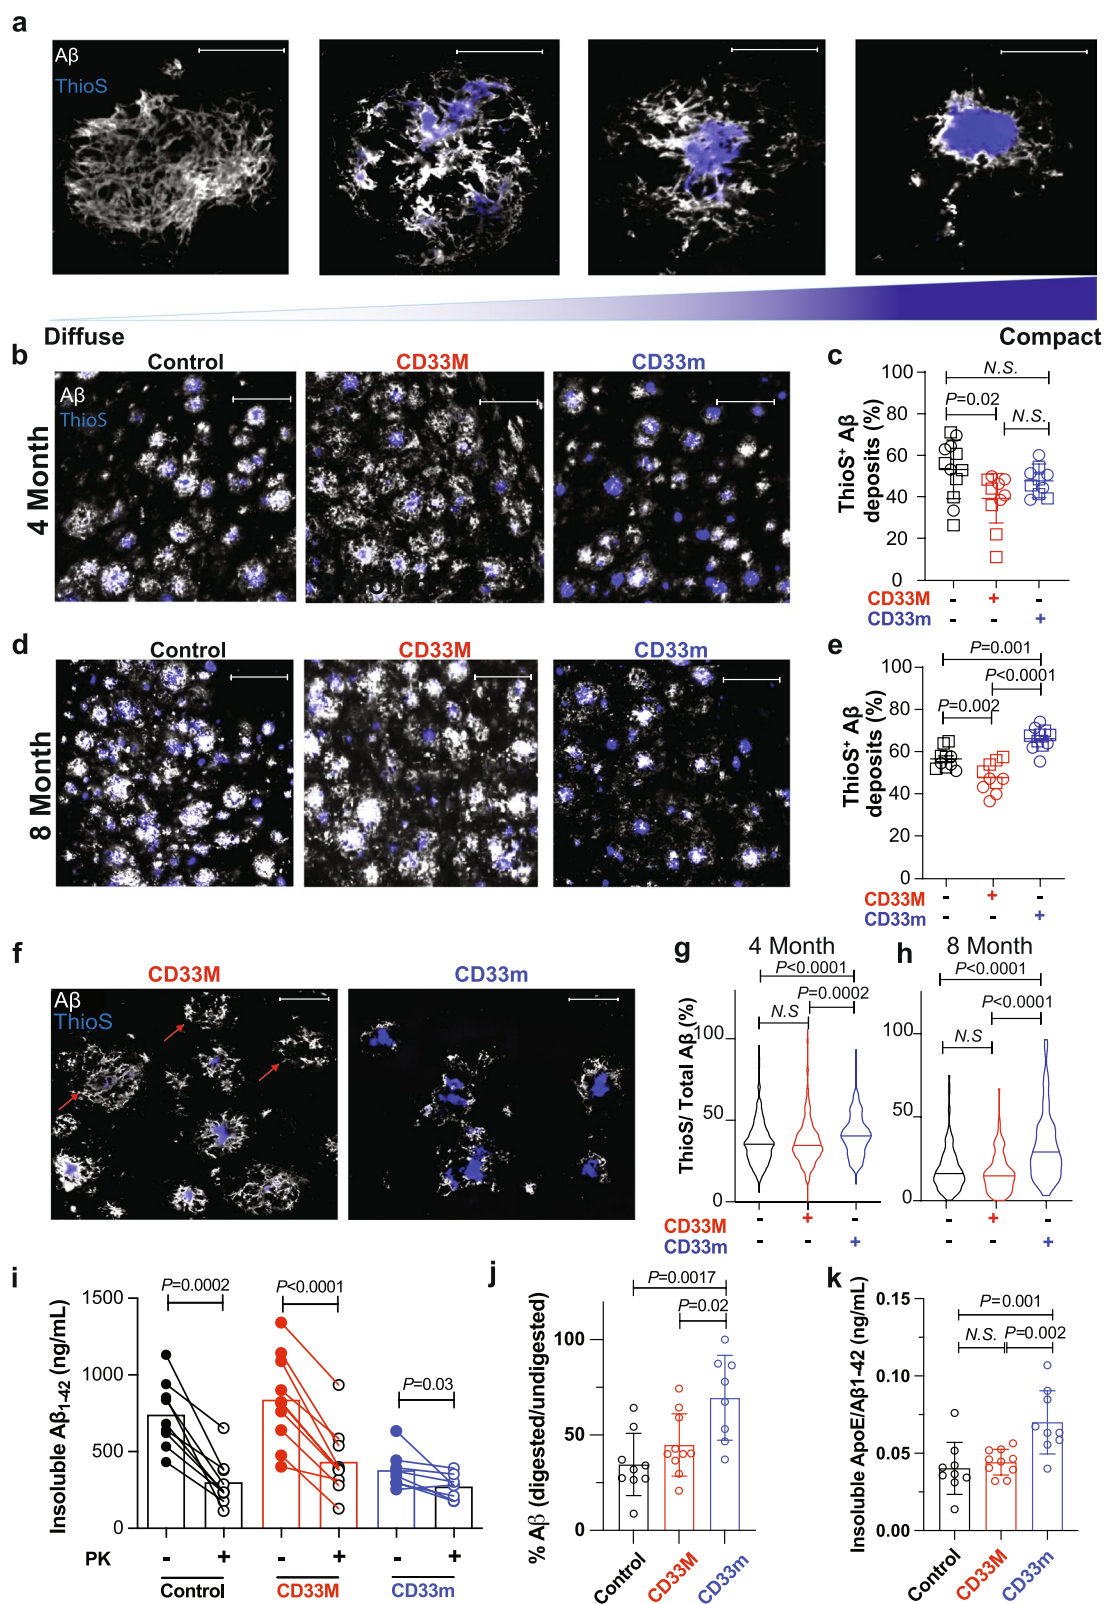 a
Aβ
ThioS
Diffuse
Compact
b
Control
CD33M
CD33m
Aβ
ThioS
4 Month
c
ThioS⁺ Aβ
deposits (%)
100
80
60
40
20
0
N.S.
P=0.02
N.S.
CD33M - + -
CD33m - - +
d
Control
CD33M
CD33m
8 Month
e
ThioS⁺ Aβ
deposits (%)
100
80
60
40
20
0
P=0.001
P<0.0001
P=0.002
CD33M - + -
CD33m - - +
f
CD33M
CD33m
Aβ
ThioS
g
4 Month
ThioS/ Total Aβ (%)
100
50
0
P<0.0001
P=0.0002
N.S
CD33M - + -
CD33m - - +
h
8 Month
100
50
0
P<0.0001
P<0.0001
N.S
- + -
- - +
i
Insoluble Aβ₁₋₄₂ (ng/mL)
1500
1000
500
0
P=0.0002
P<0.0001
P=0.03
PK - + - + - +
Control
CD33M
CD33m
j
% Aβ (digested/undigested)
100
50
0
P=0.0017
P=0.02
Control
CD33M
CD33m
k
Insoluble ApoE/Aβ1-42 (ng/mL)
0.15
0.10
0.05
0.00
P=0.001
N.S.
P=0.002
Control
CD33M
CD33m